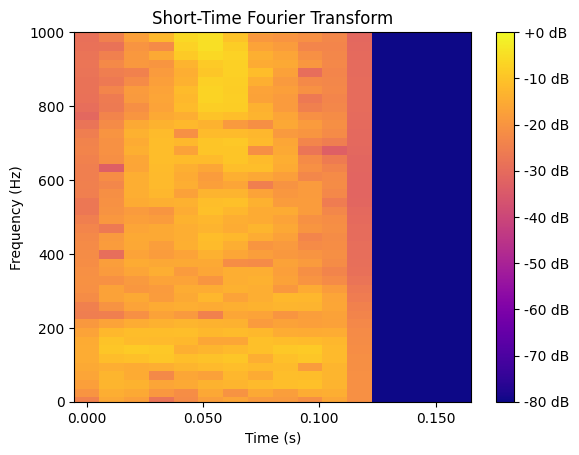 Short-Time Fourier Transform
1000
800
600
400
200
0
Frequency (Hz)
0.000
0.050
0.100
0.150
Time (s)
+0 dB
-10 dB
-20 dB
-30 dB
-40 dB
-50 dB
-60 dB
-70 dB
-80 dB